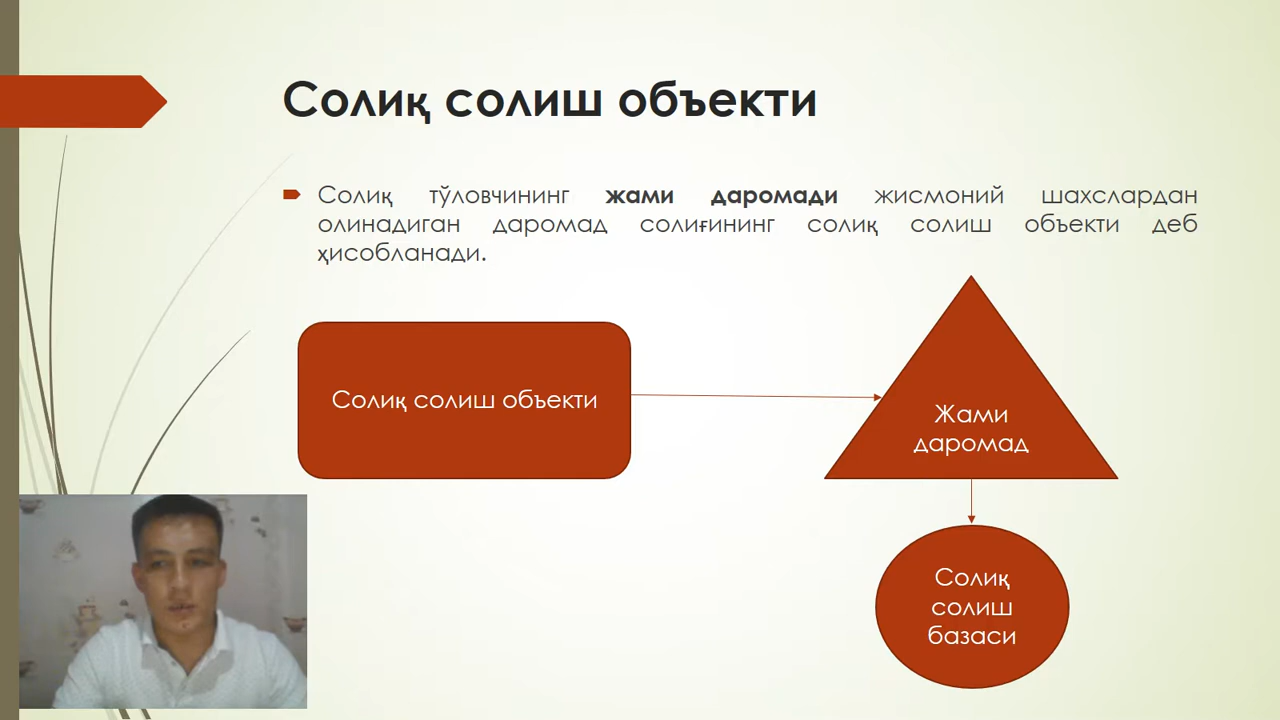 Солиқ солиш объекти
Солиқ тўловчининг жами даромади жисмоний шахслардан
олинадиган даромад солиғининг солиқ солиш объекти деб
ҳисобланади.
Солиқ солиш объекти
Жами
даромад
Солиқ
солиш
базаси